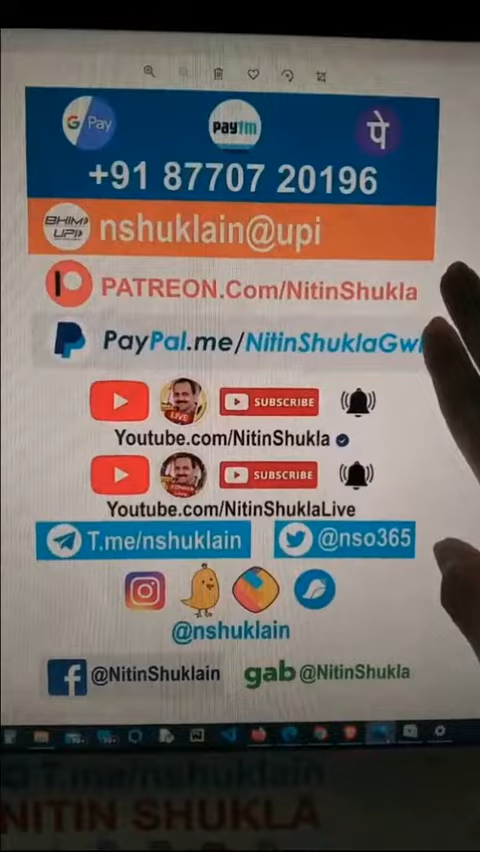 G Pay paytm पे
+91 87707 20196
BHIM UPI nshuklain@upi
PATREON.Com/NitinShukla
PayPal.me/NitinShuklaGwl
LIVE SUBSCRIBE
Youtube.com/NitinShukla
SUBSCRIBE
Youtube.com/NitinShuklaLive
T.me/nshuklain @nso365
@nshuklain
@NitinShuklain gab @NitinShukla
T.me/nshuklain
NITIN SHUKLA